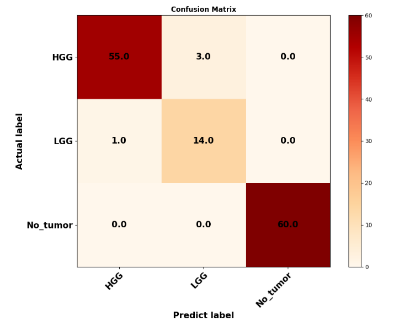 Confusion Matrix
Actual label
HGG 55.0 3.0 0.0
LGG 1.0 14.0 0.0
No_tumor 0.0 0.0 60.0
HGG LGG No_tumor
Predict label
60
50
40
30
20
10
0